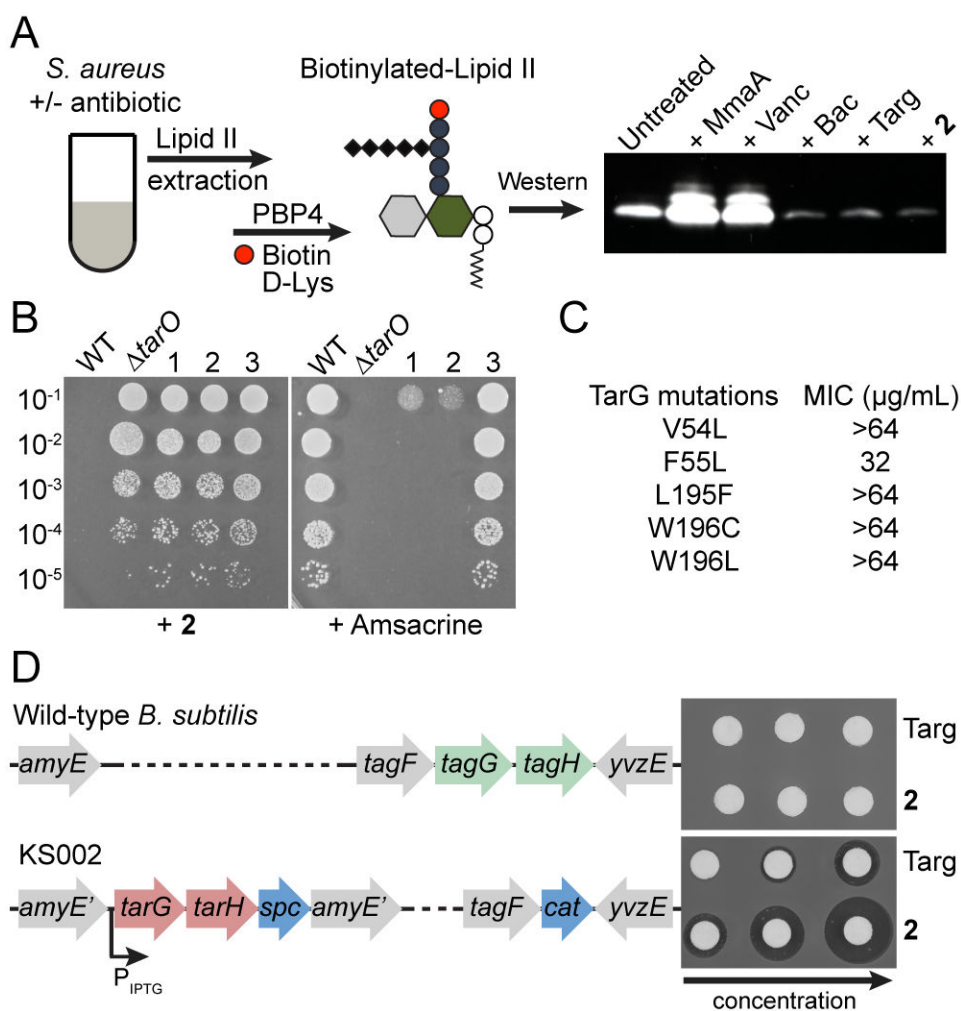 A
S. aureus
+/- antibiotic
Lipid II
extraction
PBP4
Biotin
D-Lys
Biotinylated-Lipid II
Western
Untreated
+ MmaA
+ Vanc
+ Bac
+ Targ
+ 2
B
WT ΔtarO 1 2 3 WT ΔtarO 1 2 3
10-1
10-2
10-3
10-4
10-5
+ 2 + Amsacrine
C
TarG mutations MIC (µg/mL)
V54L >64
F55L 32
L195F >64
W196C >64
W196L >64
D
Wild-type B. subtilis
amyE tagF tagG tagH yvzE
Targ
2
KS002
amyE' tarG tarH spc amyE' tagF cat yvzE
PIPTG
Targ
2
concentration